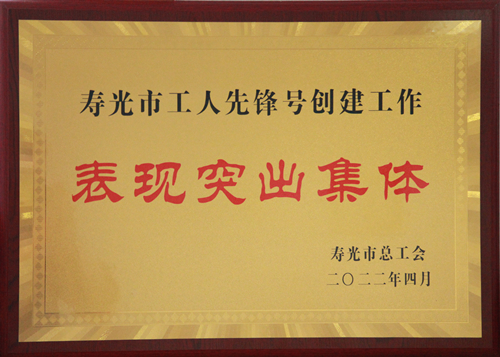 寿光市工人先锋号创建工作
表现突出集体
寿光市总工会
二〇二二年四月